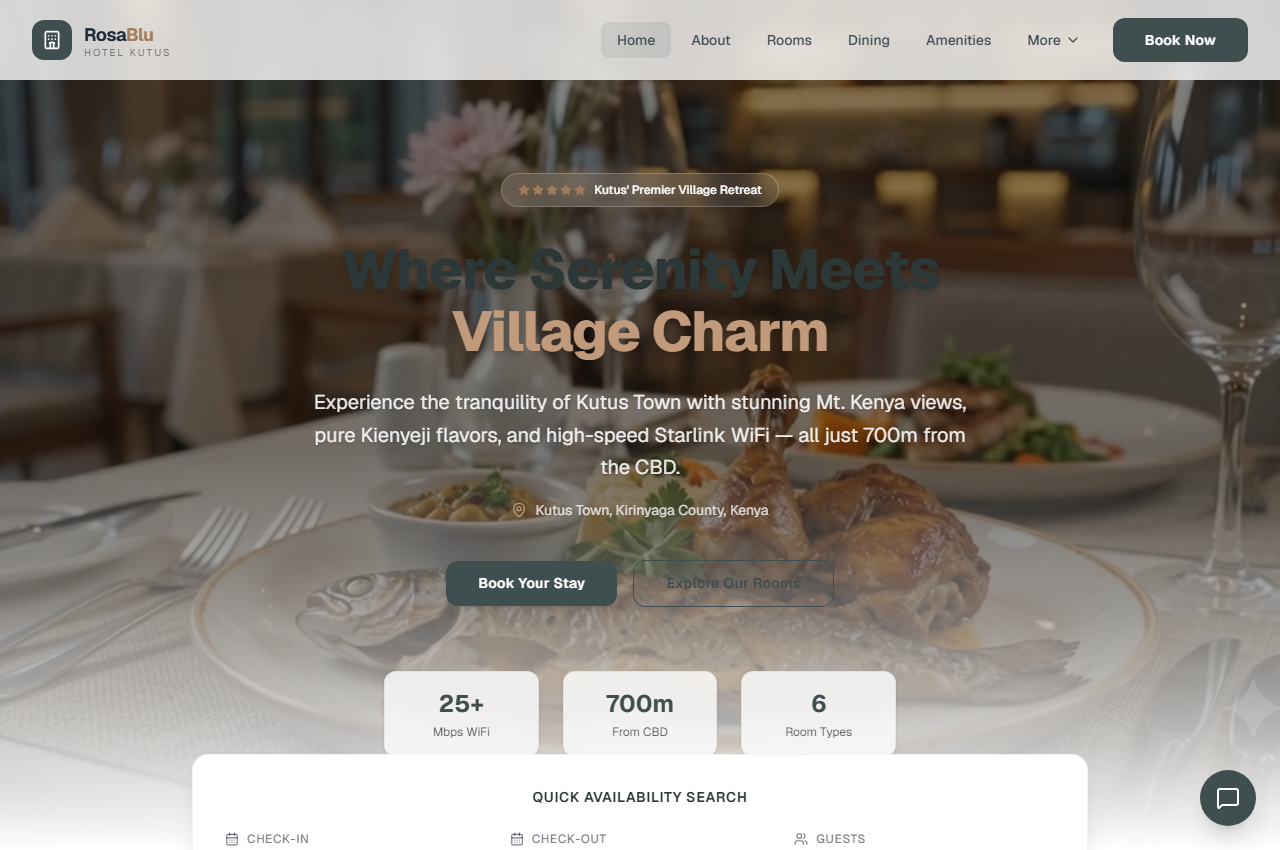 RosaBlu
HOTEL KUTUS
Home
About
Rooms
Dining
Amenities
More
Book Now
Kutus' Premier Village Retreat
Where Serenity Meets
Village Charm
Experience the tranquility of Kutus Town with stunning Mt. Kenya views,
pure Kienyeji flavors, and high-speed Starlink WiFi — all just 700m from
the CBD.
Kutus Town, Kirinyaga County, Kenya
Book Your Stay
Explore Our Rooms
25+
Mbps WiFi
700m
From CBD
6
Room Types
QUICK AVAILABILITY SEARCH
CHECK-IN
CHECK-OUT
GUESTS